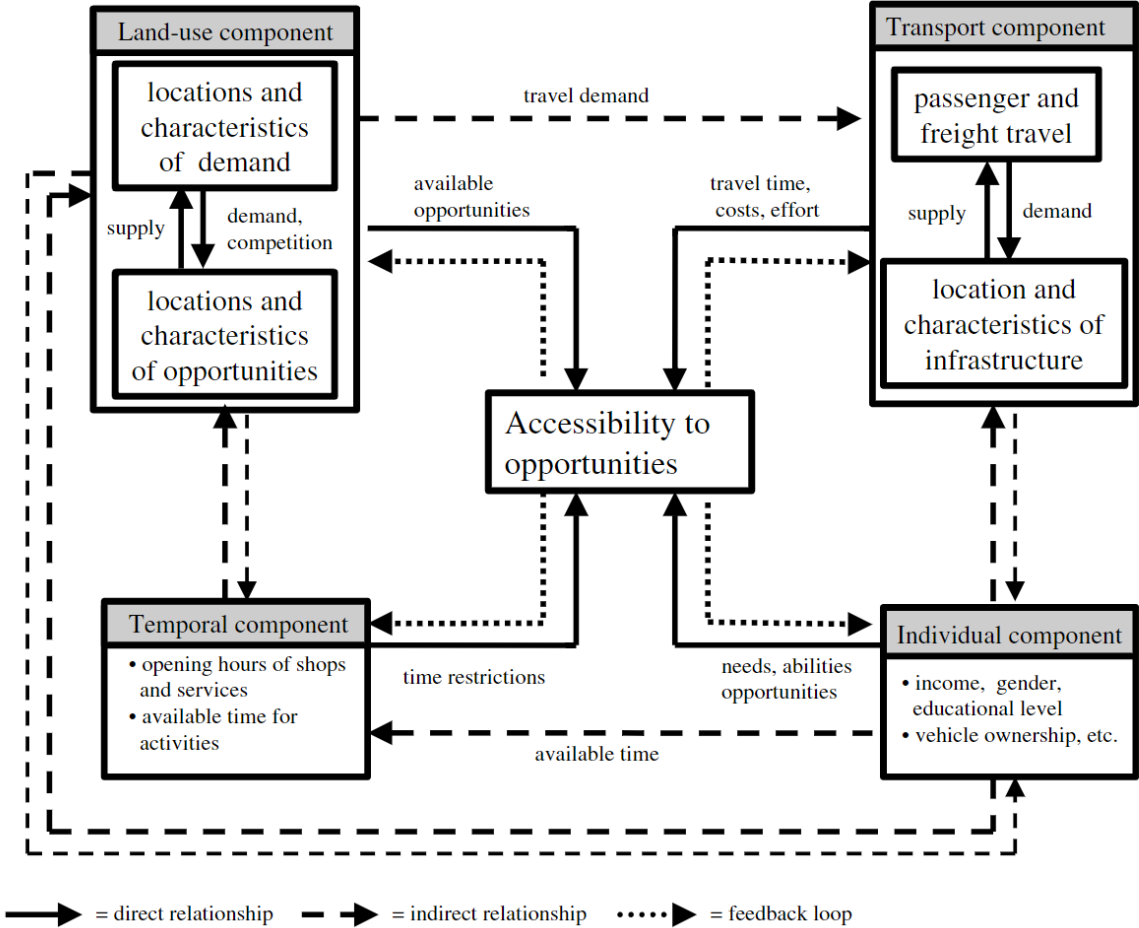 Land-use component
locations and
characteristics
of demand
supply
demand,
competition
locations and
characteristics
of opportunities
travel demand
available
opportunities
travel time,
costs, effort
Transport component
passenger and
freight travel
supply
demand
location and
characteristics of
infrastructure
Accessibility to
opportunities
Temporal component
• opening hours of shops
and services
• available time for
activities
time restrictions
needs, abilities
opportunities
available time
Individual component
• income, gender,
educational level
• vehicle ownership, etc.
= direct relationship
= indirect relationship
= feedback loop